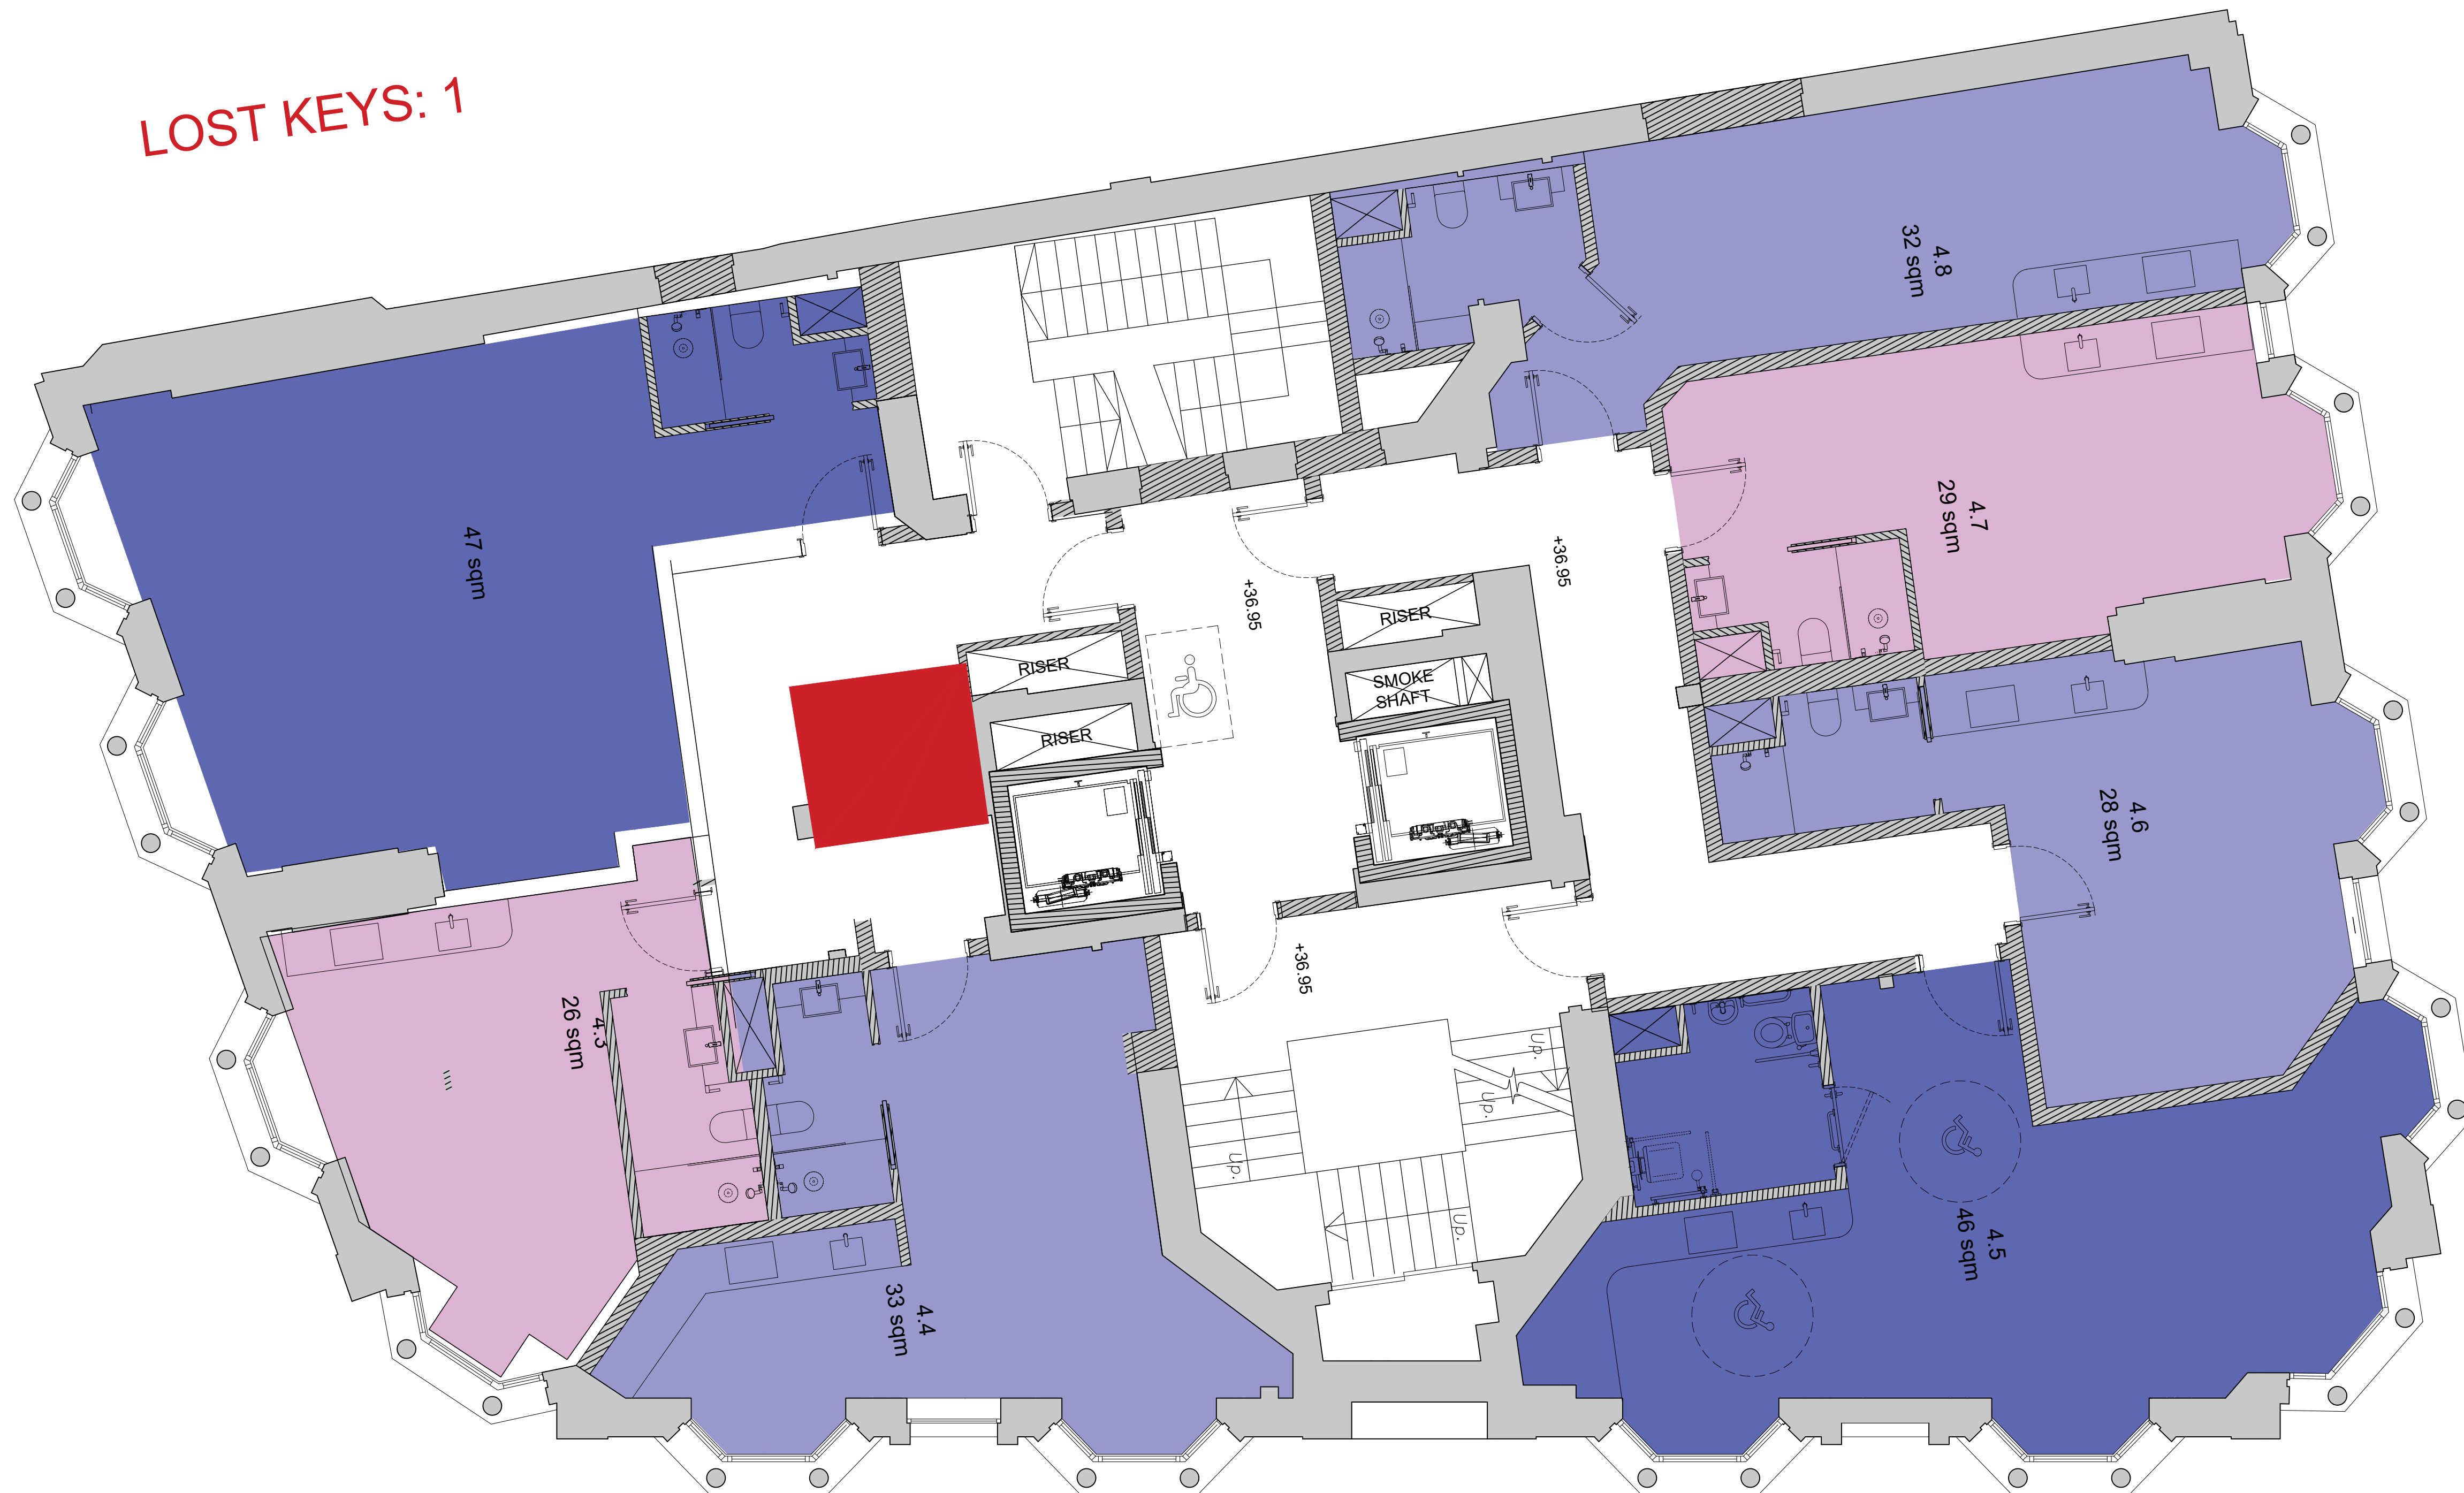 LOST KEYS: 1
4.8
32 sqm
4.7
29 sqm
47 sqm
+36.95
+36.95
RISER
RISER
SMOKE
SHAFT
RISER
4.6
28 sqm
+36.95
4.3
26 sqm
Up.
Up.
Up.
Up.
4.5
46 sqm
4.4
33 sqm